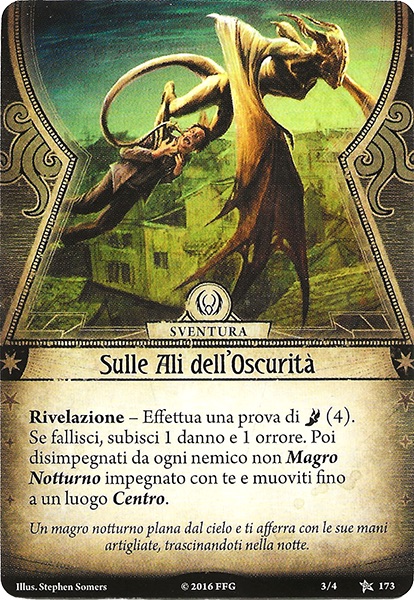 SVENTURA
Sulle Ali dell'Oscurità
Rivelazione – Effettua una prova di (4).
Se fallisci, subisci 1 danno e 1 orrore. Poi
disimpegnati da ogni nemico non Magro
Notturno impegnato con te e muoviti fino
a un luogo Centro.
Un magro notturno plana dal cielo e ti afferra con le sue mani
artigliate, trascinandoti nella notte.
Illus. Stephen Somers © 2016 FFG 3/4 173